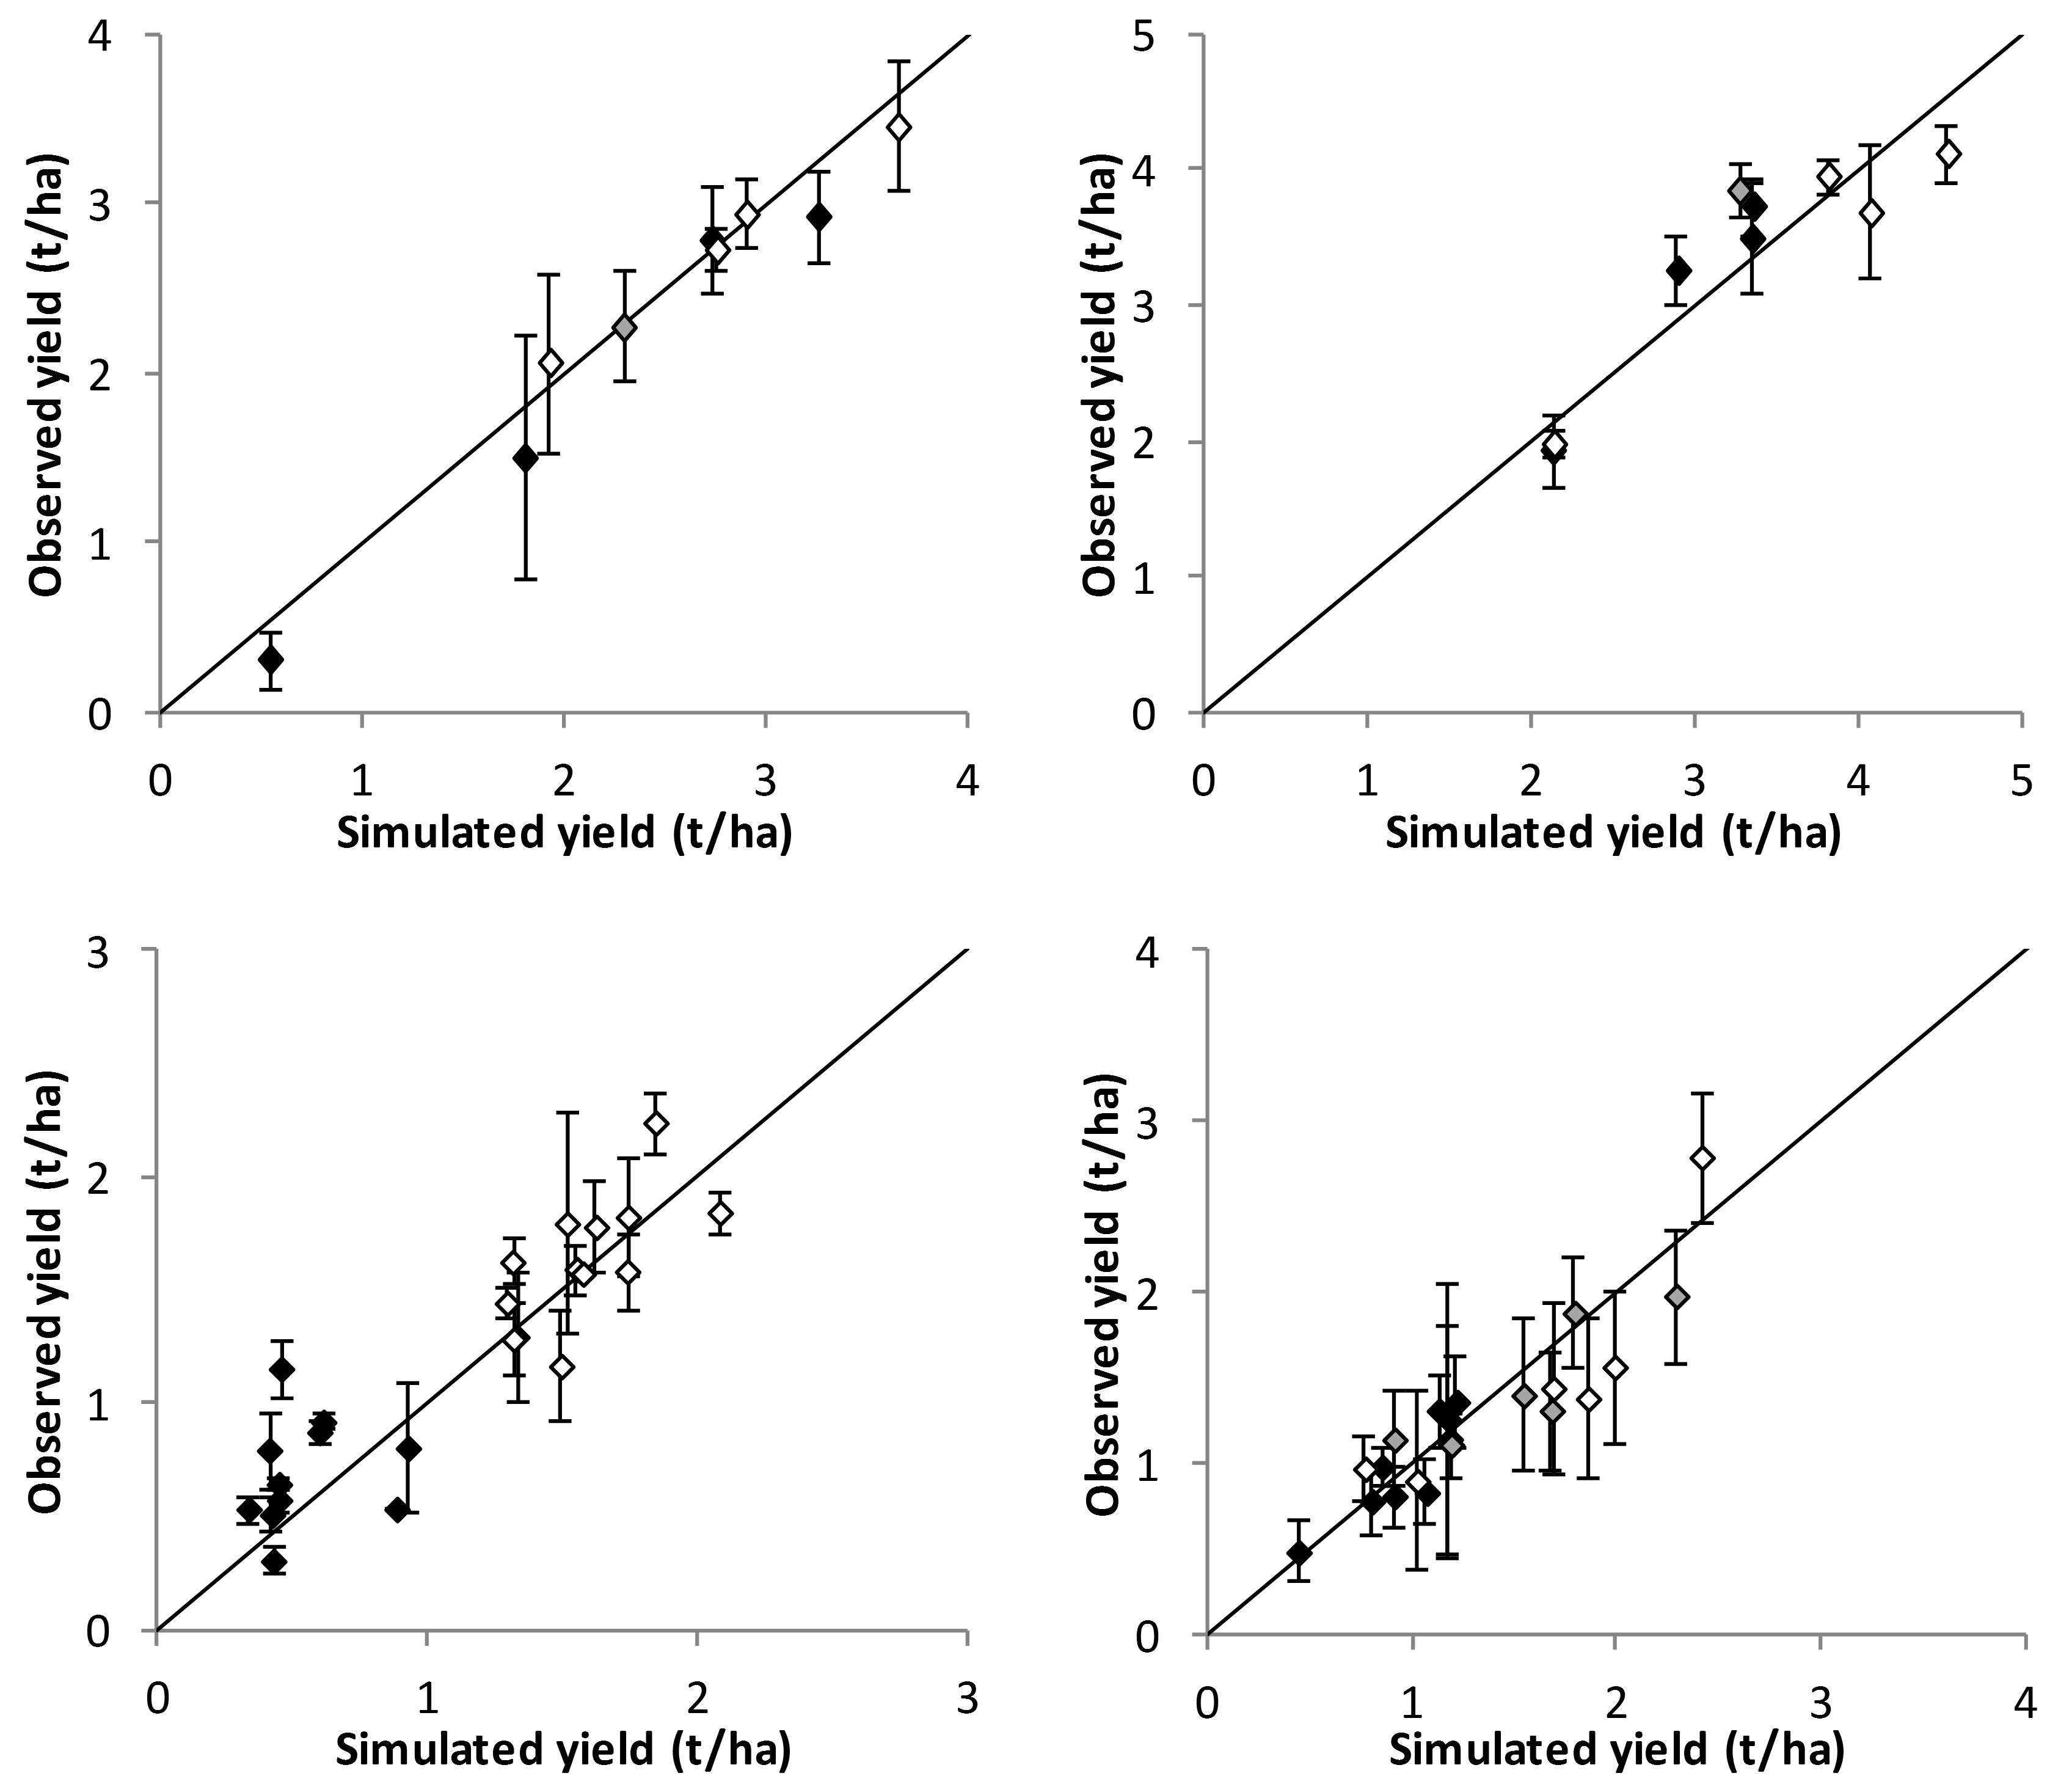 4
3
2
1
0
Observed yield (t/ha)
0 1 2 3 4
Simulated yield (t/ha)
5
4
3
2
1
0
Observed yield (t/ha)
0 1 2 3 4 5
Simulated yield (t/ha)
3
2
1
0
Observed yield (t/ha)
0 1 2 3
Simulated yield (t/ha)
4
3
2
1
0
Observed yield (t/ha)
0 1 2 3 4
Simulated yield (t/ha)